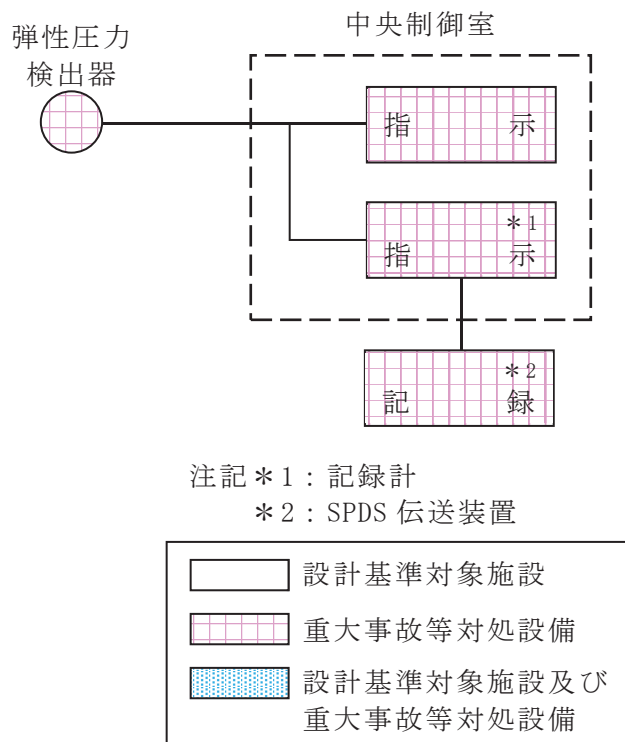 中央制御室
弾性圧力
検出器
指 示
＊1
指 示
＊2
記 録
注記＊1：記録計
＊2：SPDS 伝送装置
設計基準対象施設
重大事故等対処設備
設計基準対象施設及び
重大事故等対処設備